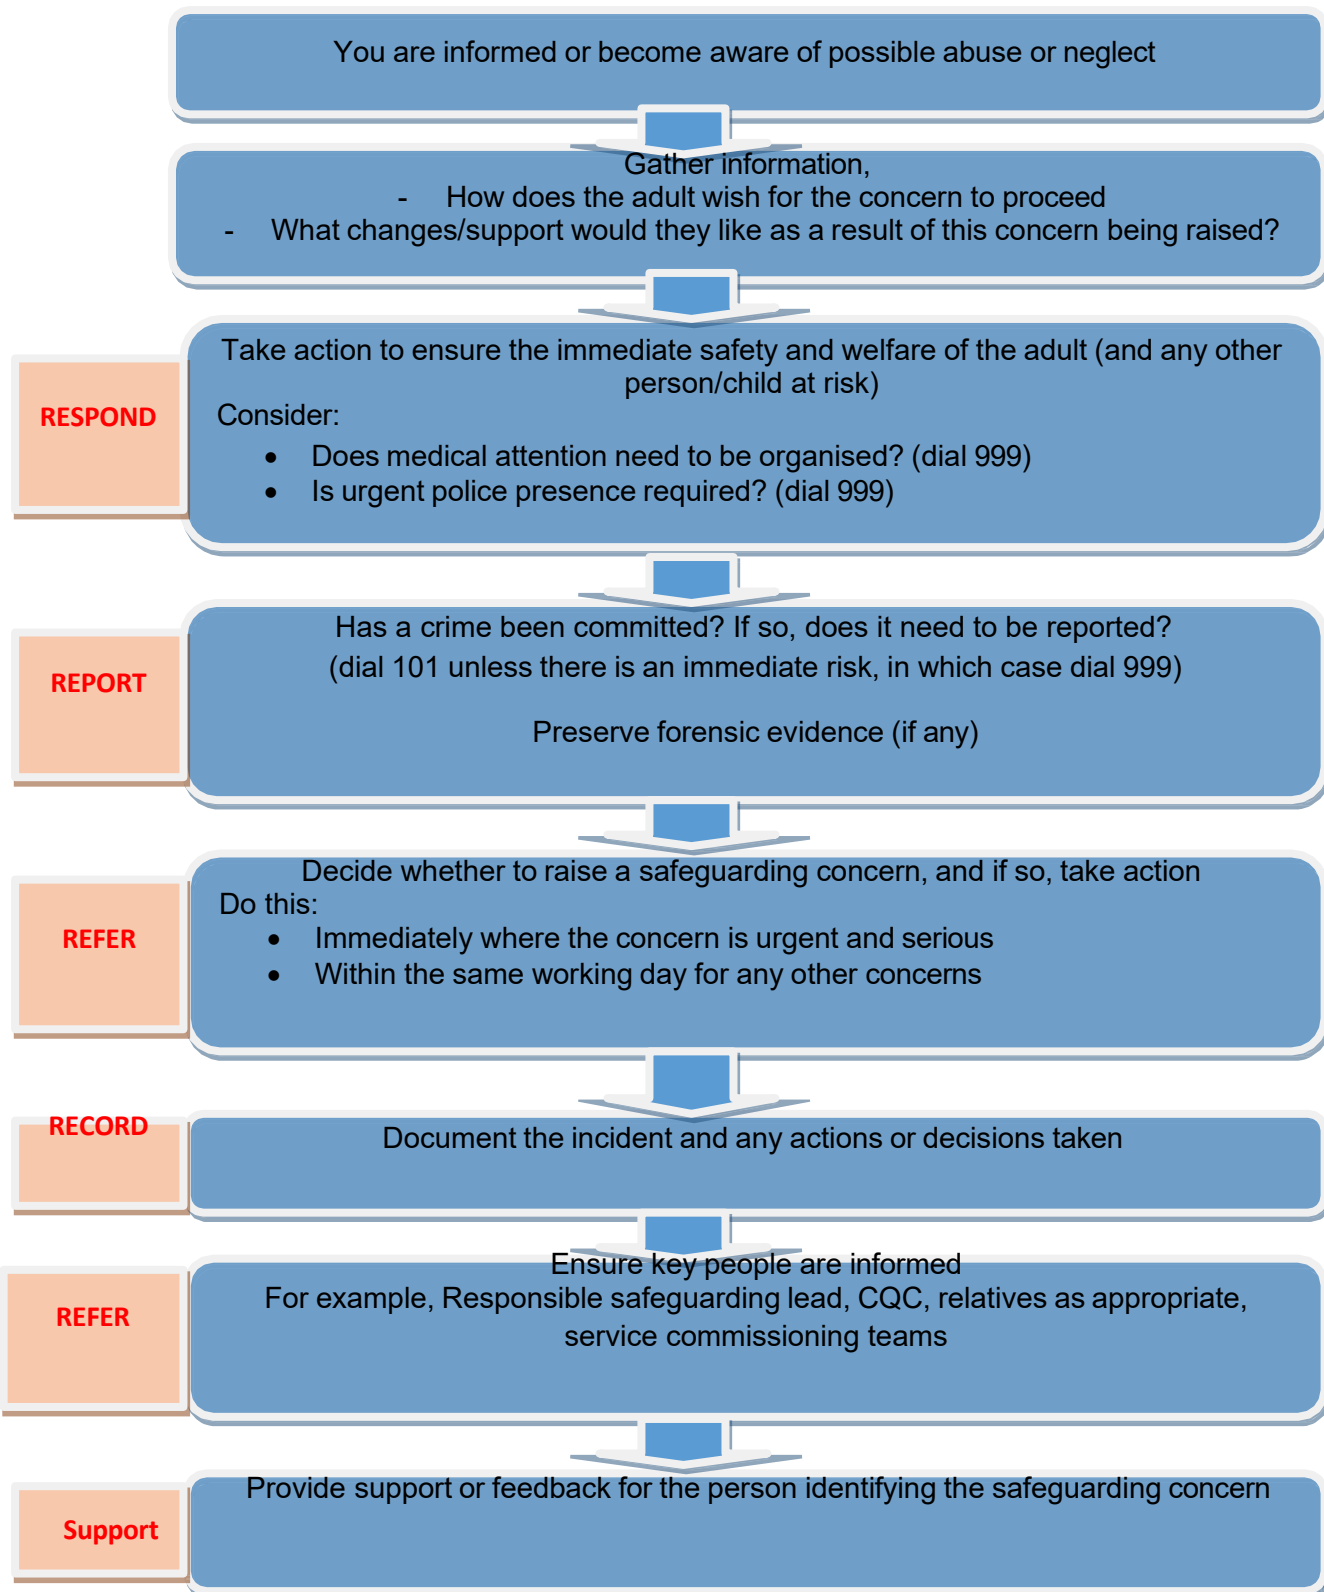 You are informed or become aware of possible abuse or neglect
Gather information,
- How does the adult wish for the concern to proceed
- What changes/support would they like as a result of this concern being raised?
RESPOND
Take action to ensure the immediate safety and welfare of the adult (and any other
person/child at risk)
Consider:
• Does medical attention need to be organised? (dial 999)
• Is urgent police presence required? (dial 999)
REPORT
Has a crime been committed? If so, does it need to be reported?
(dial 101 unless there is an immediate risk, in which case dial 999)
Preserve forensic evidence (if any)
REFER
Decide whether to raise a safeguarding concern, and if so, take action
Do this:
• Immediately where the concern is urgent and serious
• Within the same working day for any other concerns
RECORD
Document the incident and any actions or decisions taken
REFER
Ensure key people are informed
For example, Responsible safeguarding lead, CQC, relatives as appropriate,
service commissioning teams
Support
Provide support or feedback for the person identifying the safeguarding concern